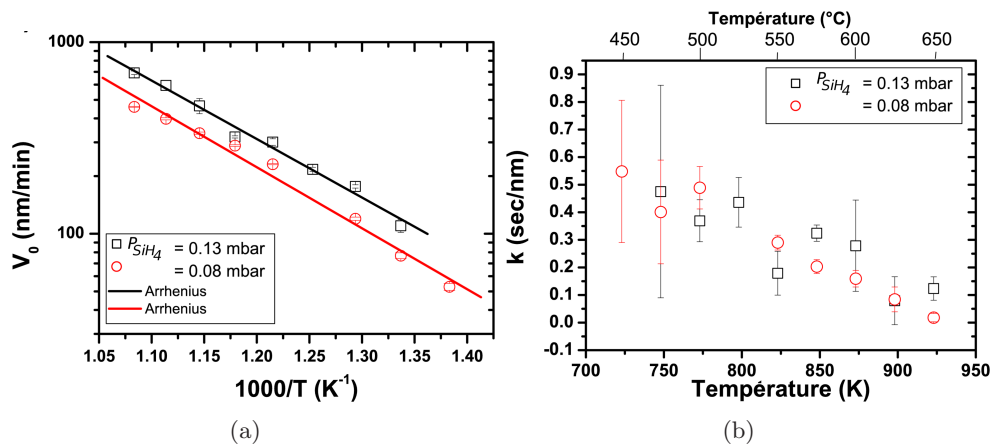 1000
100
V₀ (nm/min)
P_SiH₄ = 0.13 mbar
= 0.08 mbar
Arrhenius
Arrhenius
1.05 1.10 1.15 1.20 1.25 1.30 1.35 1.40
1000/T (K⁻¹)
(a)
Température (°C)
450 500 550 600 650
0.9
0.8
0.7
0.6
0.5
0.4
0.3
0.2
0.1
0.0
-0.1
k (sec/nm)
P_SiH₄ = 0.13 mbar
= 0.08 mbar
700 750 800 850 900 950
Température (K)
(b)